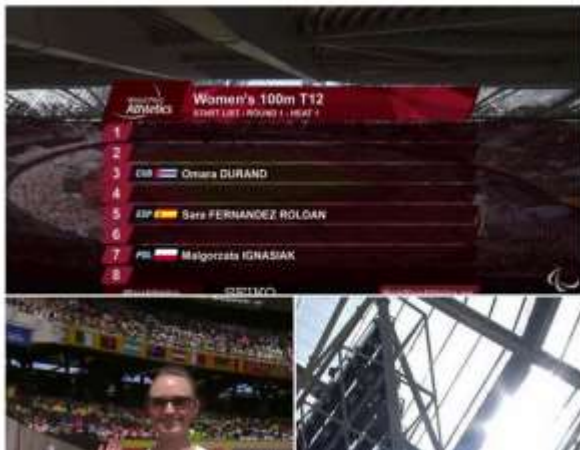 Athletics
Women's 100m T12
START LIST - ROUND 1 - HEAT 1
1
2
3 CUB Omara DURAND
4
5 ESP Sara FERNANDEZ ROLDAN
6
7 POL Malgorzata IGNASIAK
8
SEIKO